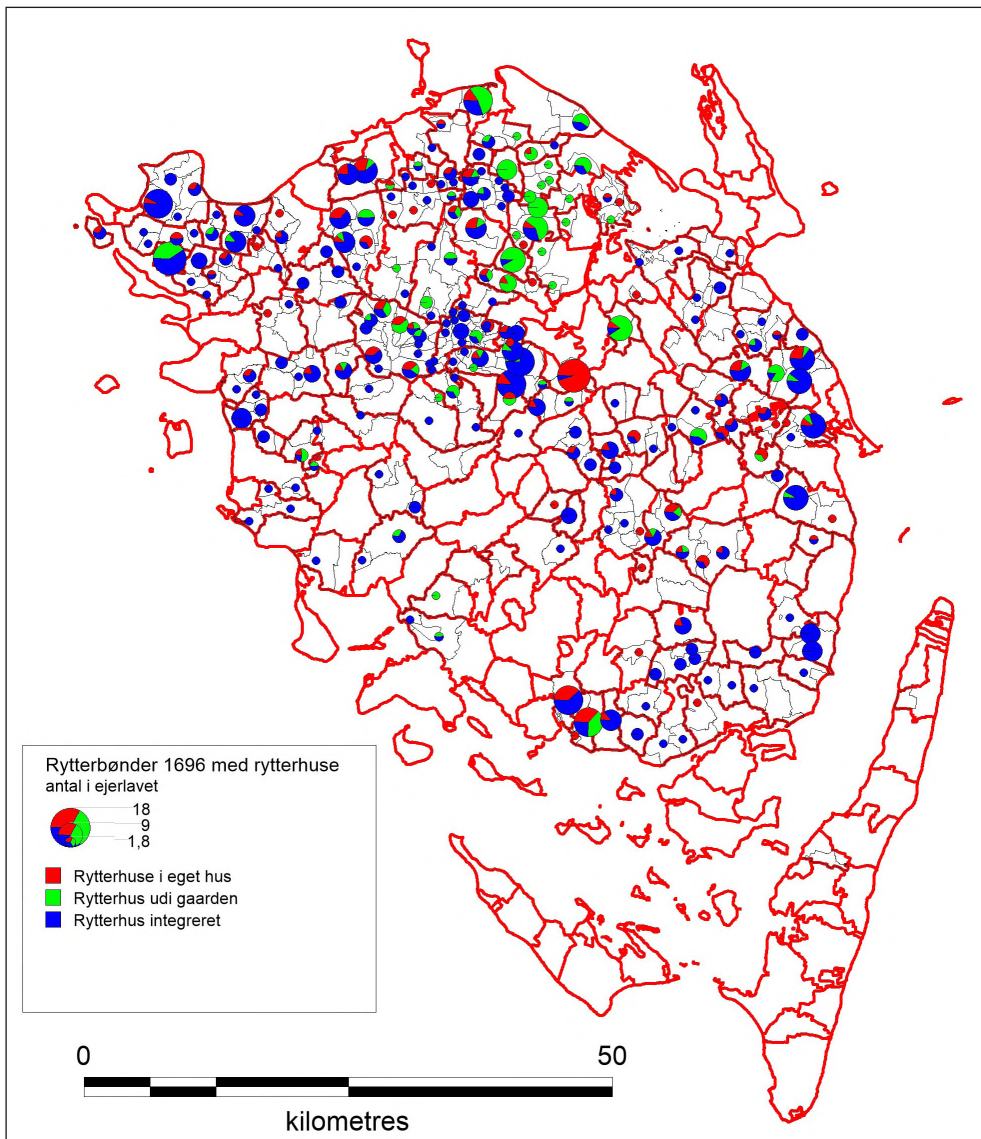 Rytterbønder 1696 med rytterhuse
antal i ejerlavet
18
9
1,8
Rytterhuse i eget hus
Rytterhus udi gaarden
Rytterhus integreret
0 50
kilometres